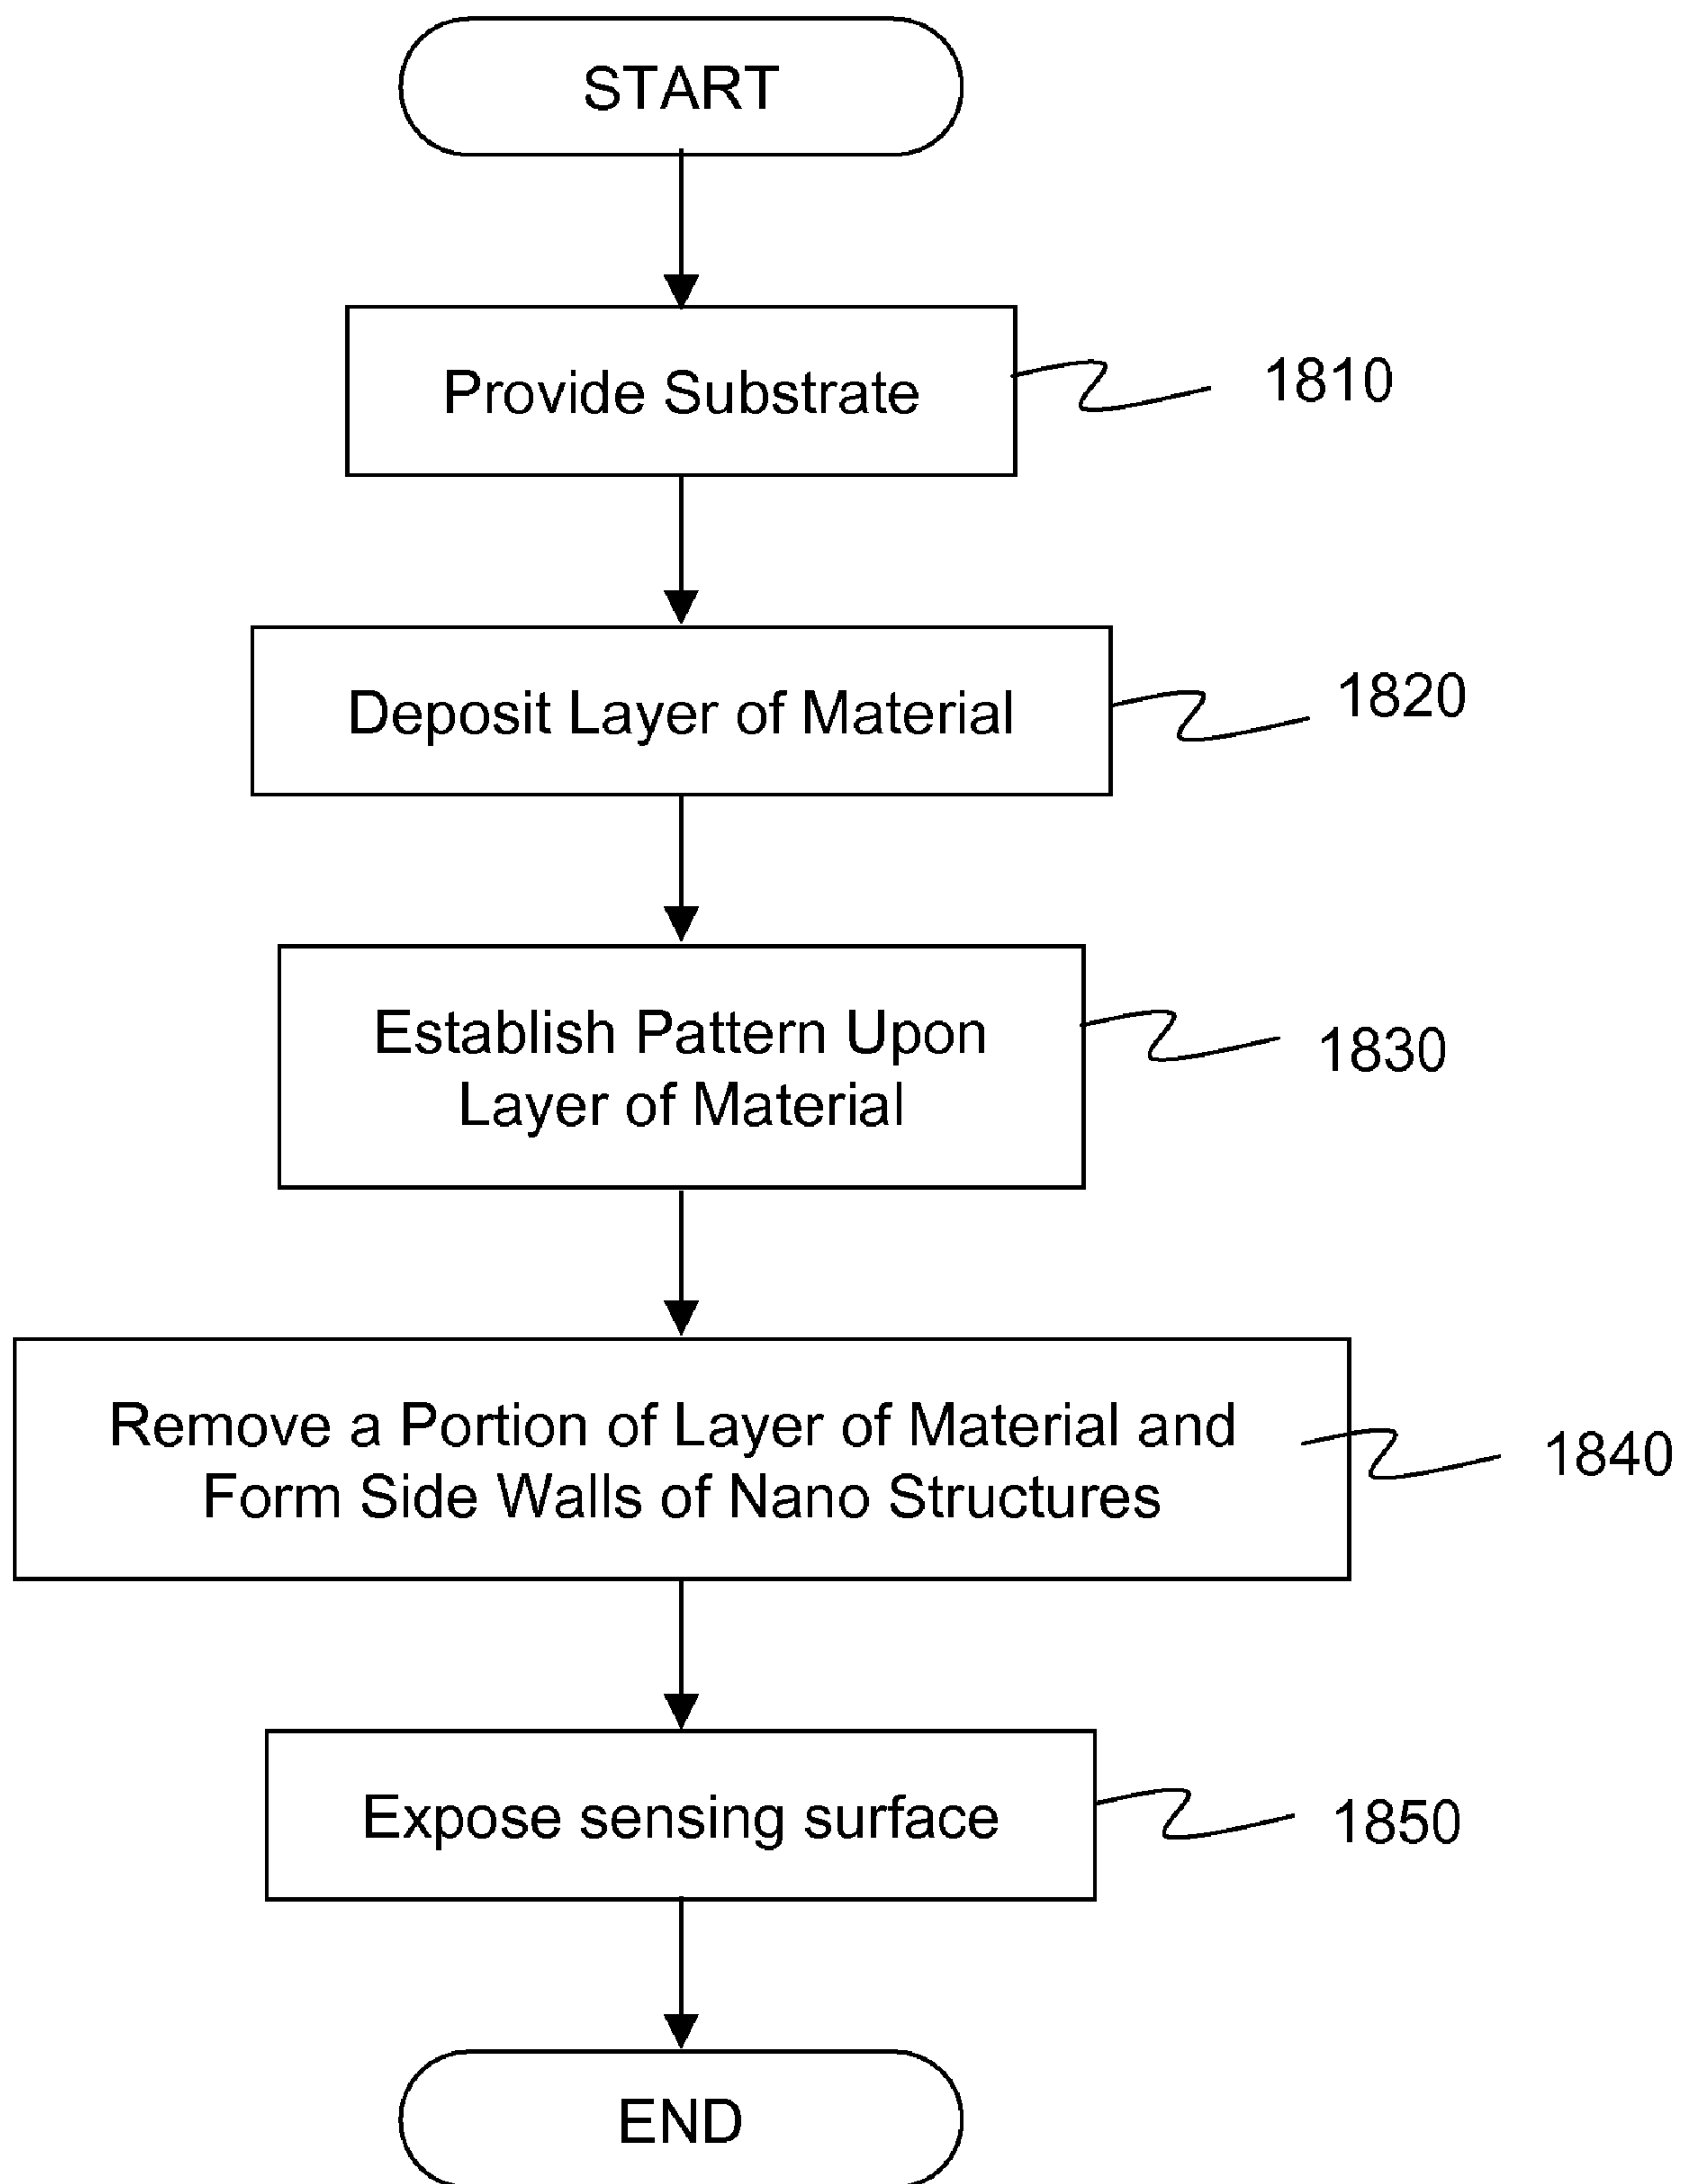 START
Provide Substrate
1810
Deposit Layer of Material
1820
Establish Pattern Upon
Layer of Material
1830
Remove a Portion of Layer of Material and
Form Side Walls of Nano Structures
1840
Expose sensing surface
1850
END